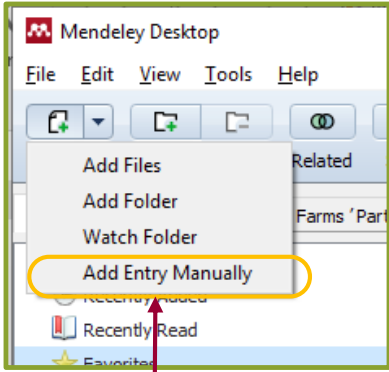 Mendeley Desktop
File Edit View Tools Help
Related
Add Files
Add Folder
Farms 'Part
Watch Folder
Add Entry Manually
Recently Added
Recently Read
Favorites